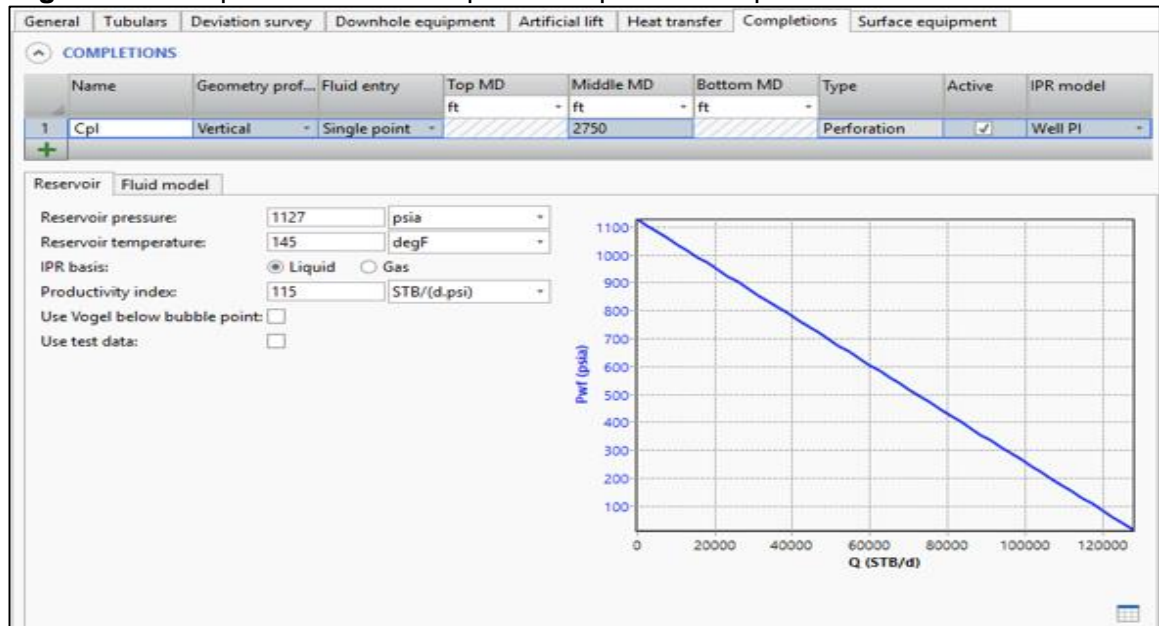 General Tubulars Deviation survey Downhole equipment Artificial lift Heat transfer Completions Surface equipment
COMPLETIONS
Name Geometry prof... Fluid entry Top MD Middle MD Bottom MD Type Active IPR model
ft ft ft
1 Cpl Vertical Single point 2750 Perforation Well PI
Reservoir Fluid model
Reservoir pressure: 1127 psia
Reservoir temperature: 145 degF
IPR basis: Liquid Gas
Productivity index: 115 STB/(d.psi)
Use Vogel below bubble point:
Use test data:
Pwf (psia)
1100
1000
900
800
700
600
500
400
300
200
100
0 20000 40000 60000 80000 100000 120000
Q (STB/d)